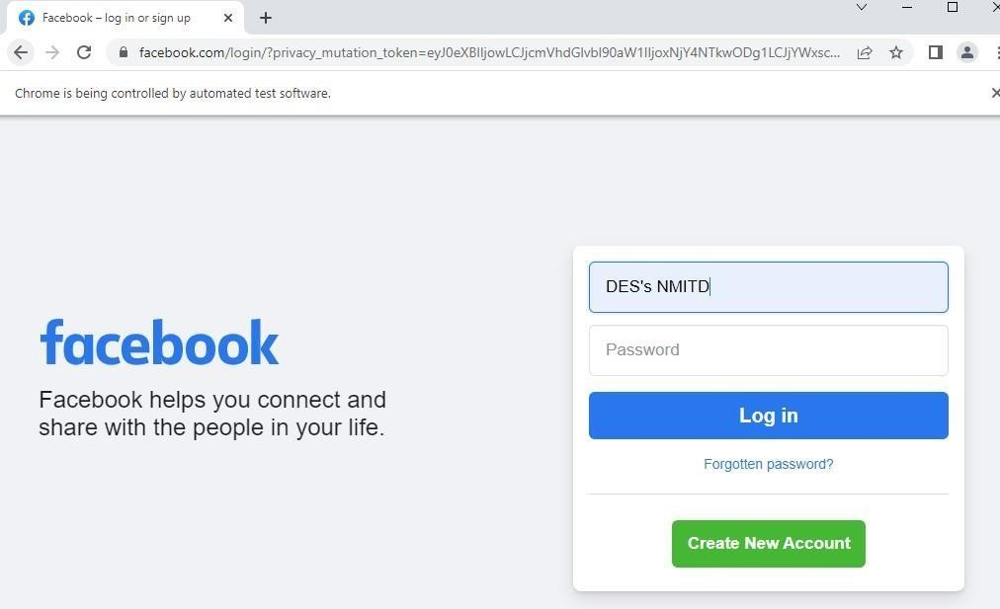 Facebook – log in or sign up
facebook.com/login/?privacy_mutation_token=eyJ0eXBlIjowLCJjcmVhdGlvbl90aW1lIjoxNjY4NTkwODg1LCJjYWxsc...
Chrome is being controlled by automated test software.
DES's NMITD
facebook
Password
Facebook helps you connect and
share with the people in your life.
Log in
Forgotten password?
Create New Account